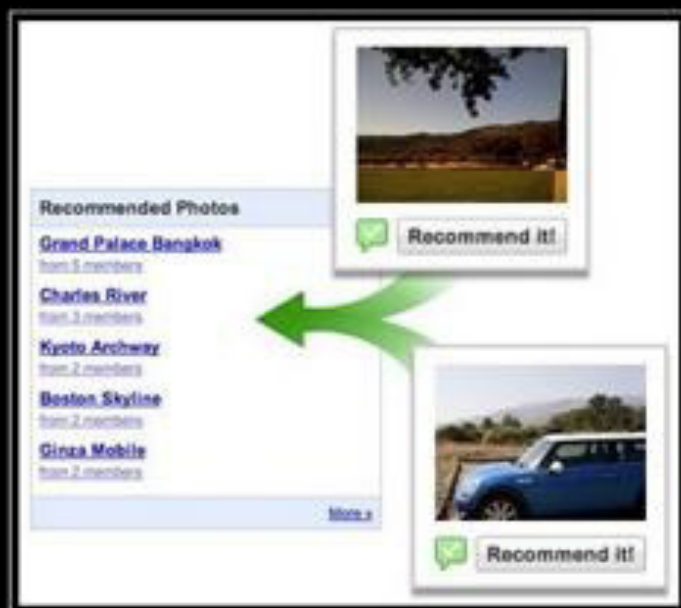 Recommended Photos
Grand Palace Bangkok
from 5 members
Charles River
from 3 members
Kyoto Archway
from 2 members
Boston Skyline
from 2 members
Ginza Mobile
from 2 members
More »
Recommend it!
Recommend it!